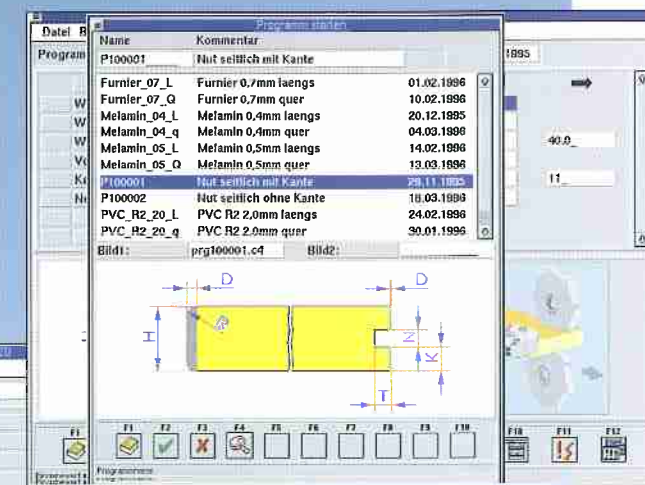 Programm starten
Datei
Name Kommentar
Program 1995
P100001 Nut seitlich mit Kante
Furnier_07_L Furnier 0,7mm laengs 01.02.1996
Furnier_07_Q Furnier 0,7mm quer 10.02.1996
Melamin_04_L Melamin 0,4mm laengs 20.12.1995
Melamin_04_q Melamin 0,4mm quer 04.03.1996
40.0_
Melamin_05_L Melamin 0,5mm laengs 14.02.1996
Melamin_05_Q Melamin 0,5mm quer 13.03.1996
P100001 Nut seitlich mit Kante 29.11.1995
11_
P100002 Nut seitlich ohne Kante 18.03.1996
PVC_R2_20_L PVC R2 2,0mm laengs 24.02.1996
PVC_R2_20_q PVC R2 2.0mm quer 30.01.1996
Bild1: prg100001.c4 Bild2:
D D
R
H N
K
T
F1 F1 F2 F3 F4 F5 F6 F7 F8 F9 F10 F10 F11 F12